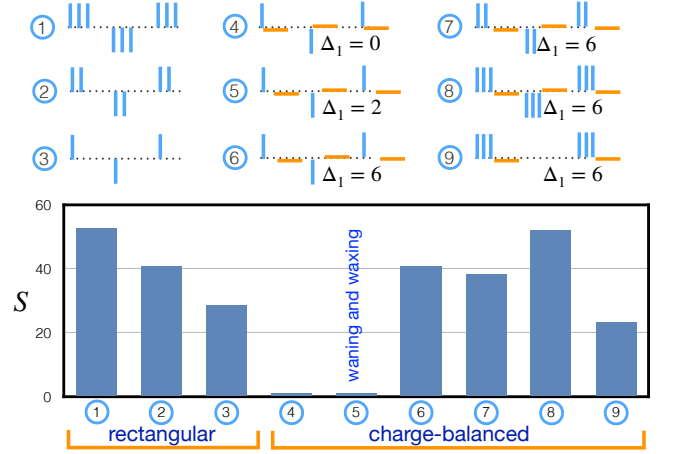 1
4
Δ₁ = 0
7
Δ₁ = 6
2
5
Δ₁ = 2
8
Δ₁ = 6
3
6
Δ₁ = 6
9
Δ₁ = 6
60
40
20
0
S
waning and waxing
1 2 3 4 5 6 7 8 9
rectangular charge-balanced